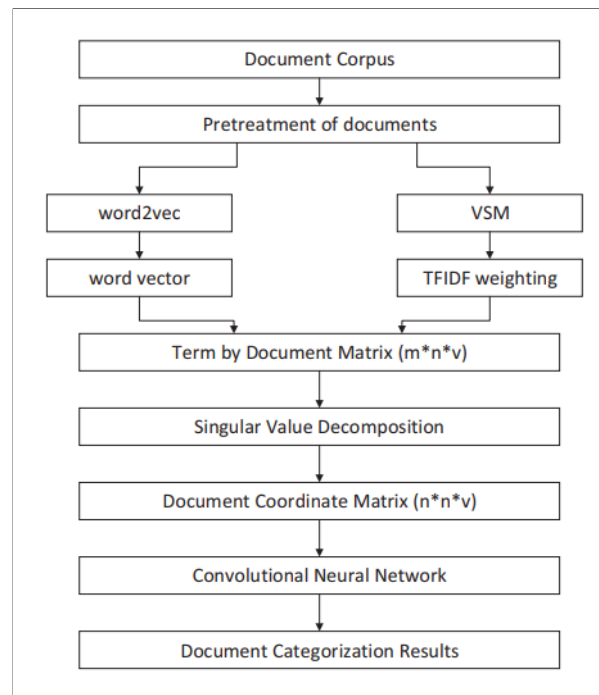 Document Corpus
Pretreatment of documents
word2vec
VSM
word vector
TFIDF weighting
Term by Document Matrix (m*n*v)
Singular Value Decomposition
Document Coordinate Matrix (n*n*v)
Convolutional Neural Network
Document Categorization Results